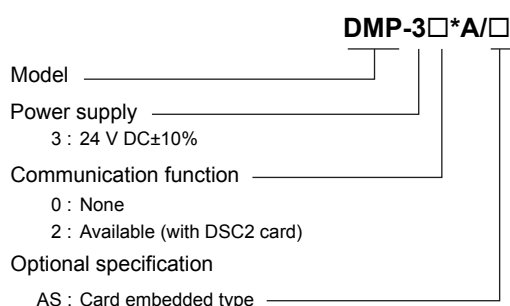 DMP-3□*A/□
Model
Power supply
3 : 24 V DC±10%
Communication function
0 : None
2 : Available (with DSC2 card)
Optional specification
AS : Card embedded type